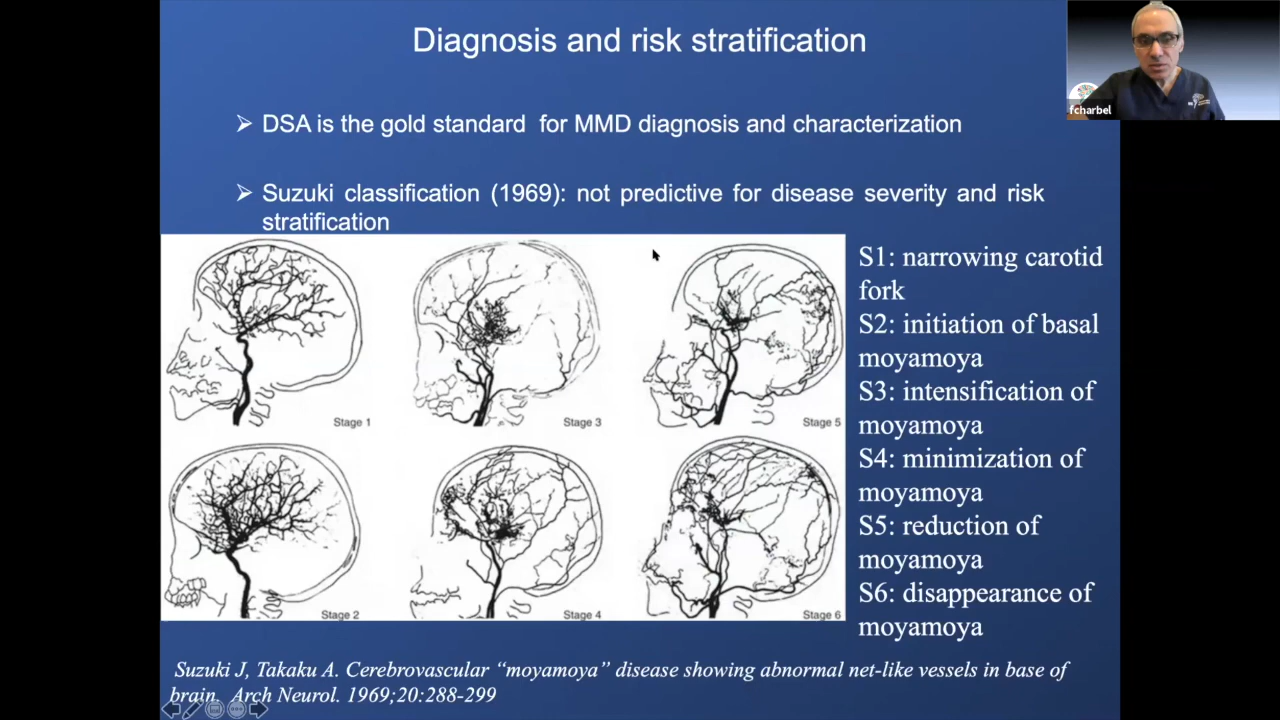 Diagnosis and risk stratification
fcharbel
➢ DSA is the gold standard for MMD diagnosis and characterization
➢ Suzuki classification (1969): not predictive for disease severity and risk
stratification
Stage 1
Stage 3
Stage 5
Stage 2
Stage 4
Stage 6
S1: narrowing carotid
fork
S2: initiation of basal
moyamoya
S3: intensification of
moyamoya
S4: minimization of
moyamoya
S5: reduction of
moyamoya
S6: disappearance of
moyamoya
Suzuki J, Takaku A. Cerebrovascular “moyamoya” disease showing abnormal net-like vessels in base of
brain. Arch Neurol. 1969;20:288-299